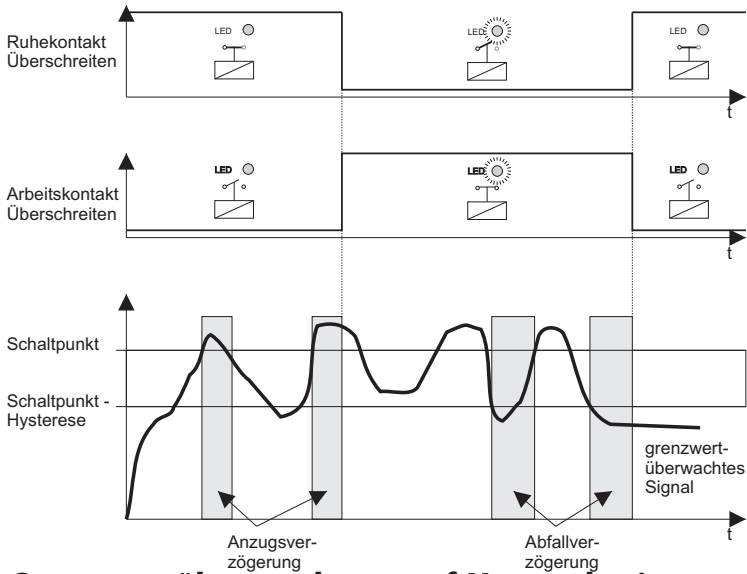 LED
LED
LED
Ruhekontakt
Überschreiten
t
LED
LED
LED
Arbeitskontakt
Überschreiten
t
Schaltpunkt
Schaltpunkt -
Hysterese
grenzwert-
überwachtes
Signal
t
Anzugsver-
zögerung
Abfallver-
zögerung